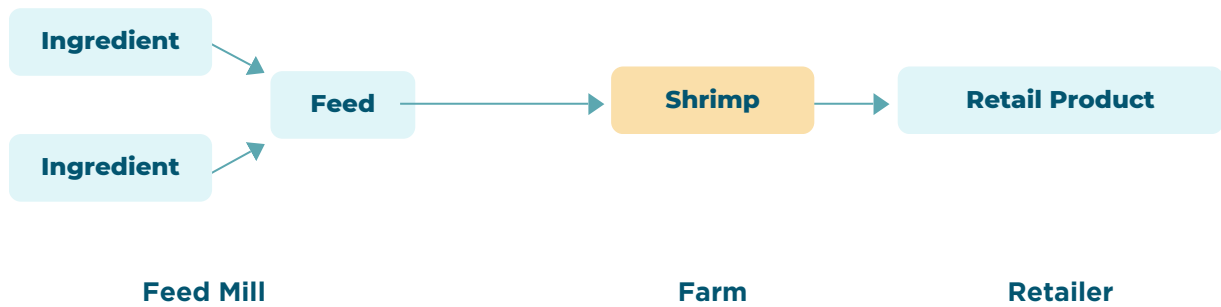 Ingredient
Feed
Shrimp
Retail Product
Ingredient
Feed Mill
Farm
Retailer